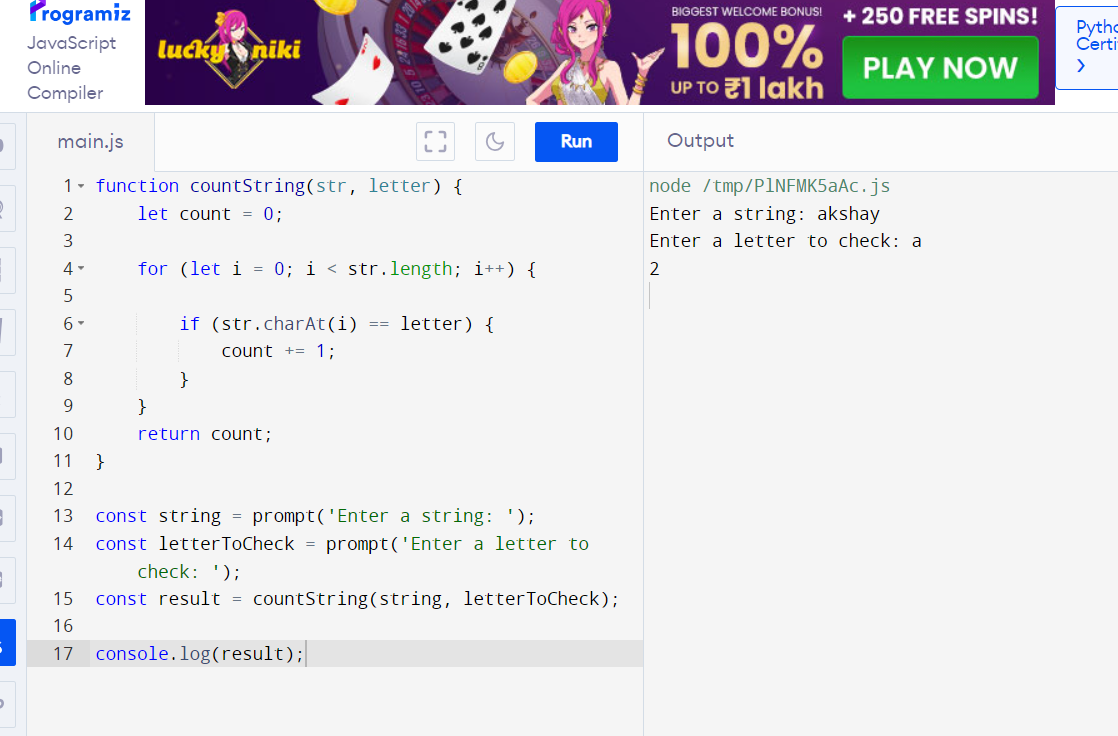 Programiz
JavaScript
Online
Compiler
lucky niki
BIGGEST WELCOME BONUS!
100%
UP TO ₹1 lakh
+ 250 FREE SPINS!
PLAY NOW
main.js
Run
Output
1 function countString(str, letter) {
2 let count = 0;
3
4 for (let i = 0; i < str.length; i++) {
5
6 if (str.charAt(i) == letter) {
7 count += 1;
8 }
9 }
10 return count;
11 }
12
13 const string = prompt('Enter a string: ');
14 const letterToCheck = prompt('Enter a letter to
check: ');
15 const result = countString(string, letterToCheck);
16
17 console.log(result);
node /tmp/PlNFMK5aAc.js
Enter a string: akshay
Enter a letter to check: a
2